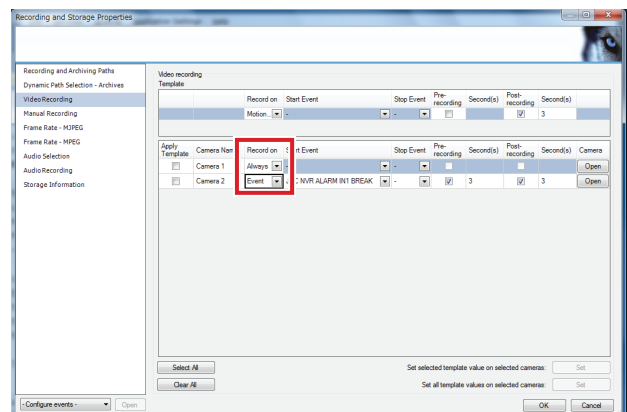 Recording and Storage Properties
Recording and Archiving Paths
Dynamic Path Selection - Archives
Video Recording
Manual Recording
Frame Rate - MJPEG
Frame Rate - MPEG
Audio Selection
Audio Recording
Storage Information
Video recording
Template
Record on Start Event Stop Event Pre-recording Second(s) Post-recording Second(s)
Motion... - - 3
Apply Template Camera Nam Record on S rt Event Stop Event Pre-recording Second(s) Post-recording Second(s) Camera
Camera 1 Always - - Open
Camera 2 Event C NVR ALARM IN1 BREAK - 3 3 Open
Select All Set selected template value on selected cameras: Set
Clear All Set all template values on selected cameras: Set
- Configure events - Open
OK Cancel